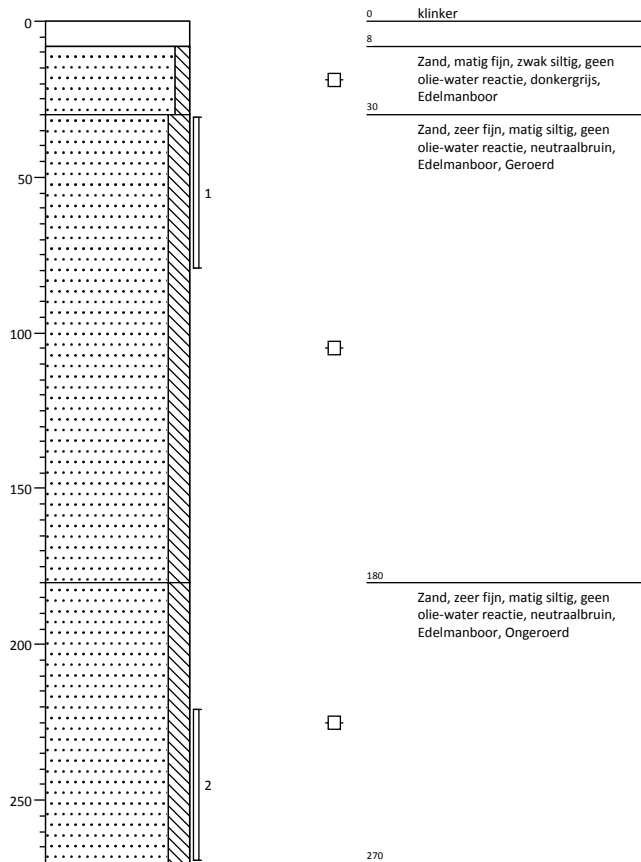 0
50
100
150
200
250
1
2
0 klinker
8
Zand, matig fijn, zwak siltig, geen
olie-water reactie, donkergrijs,
Edelmanboor
30
Zand, zeer fijn, matig siltig, geen
olie-water reactie, neutraalbruin,
Edelmanboor, Geroerd
180
Zand, zeer fijn, matig siltig, geen
olie-water reactie, neutraalbruin,
Edelmanboor, Ongeroerd
270